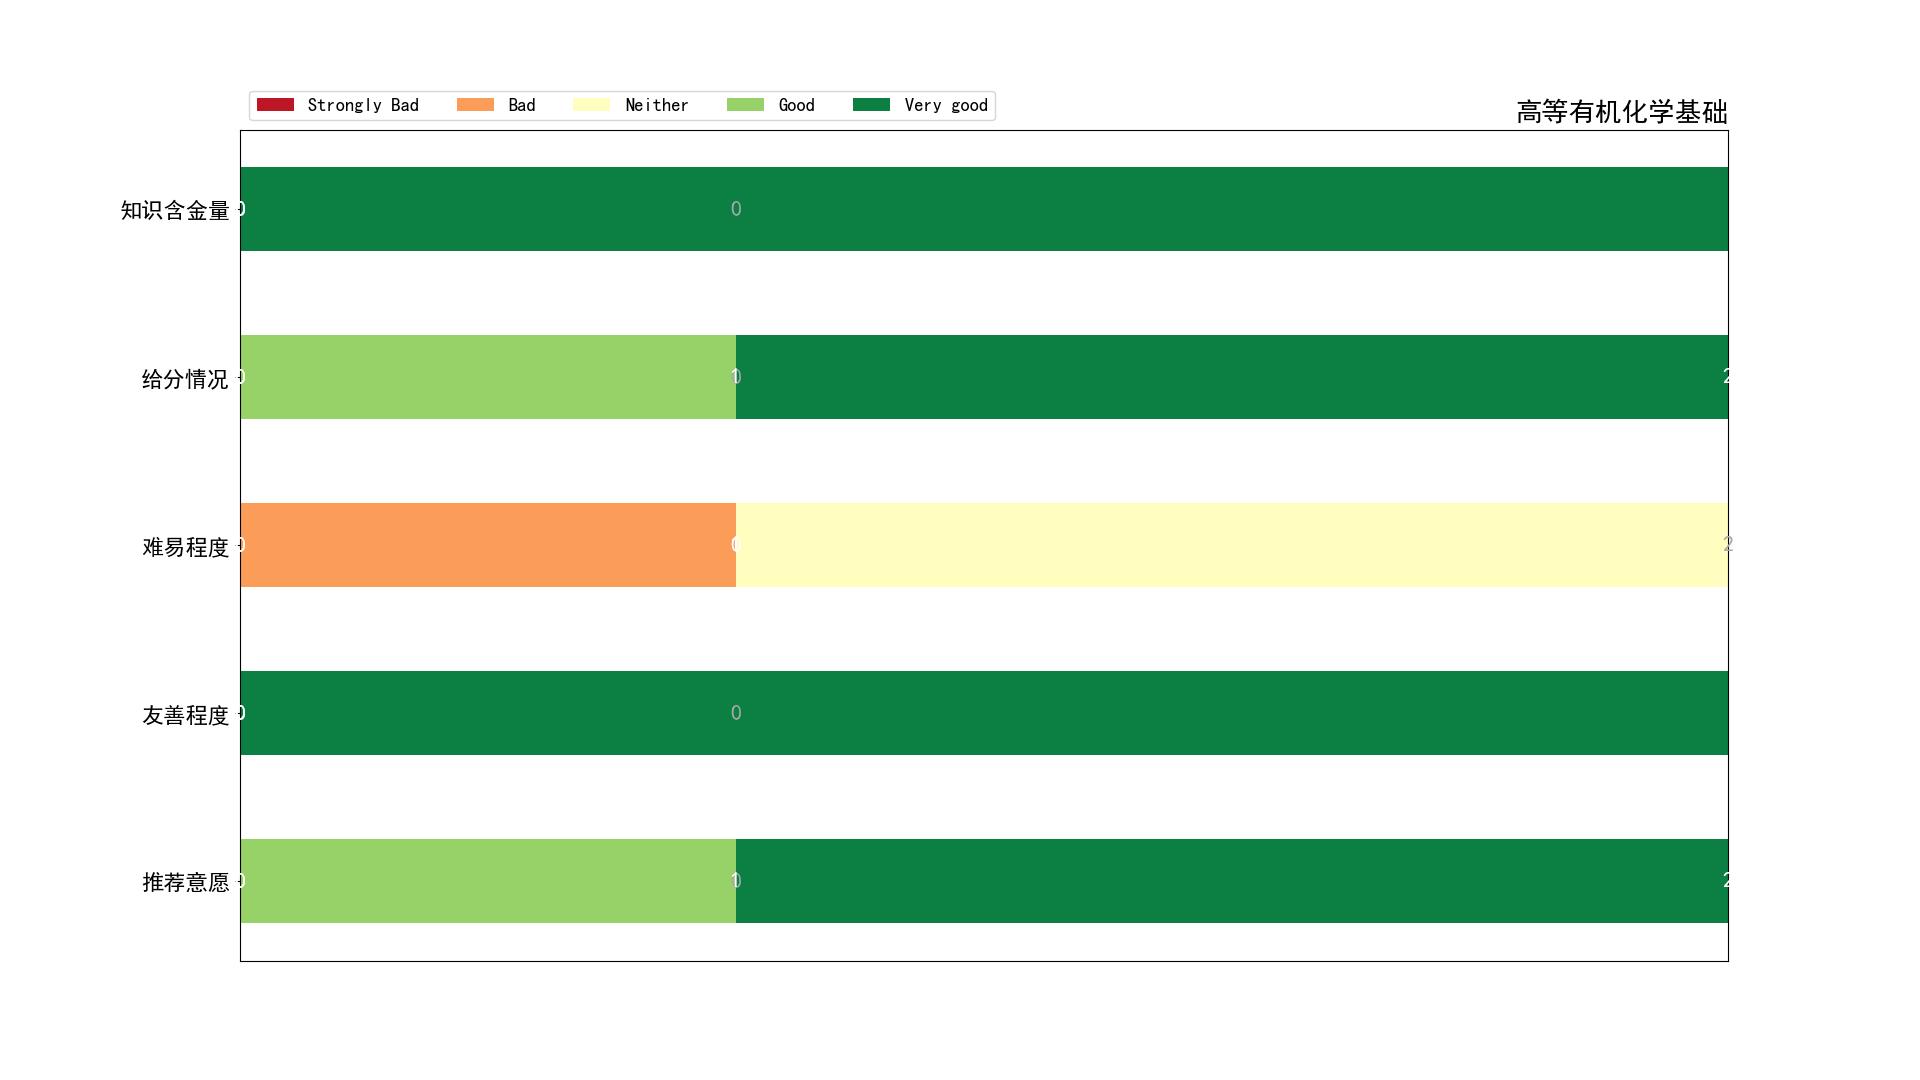 Strongly Bad Bad Neither Good Very good
高等有机化学基础
知识含金量 0 0
给分情况 0 1 0 2
难易程度 0 2
友善程度 0 0
推荐意愿 0 1 0 2